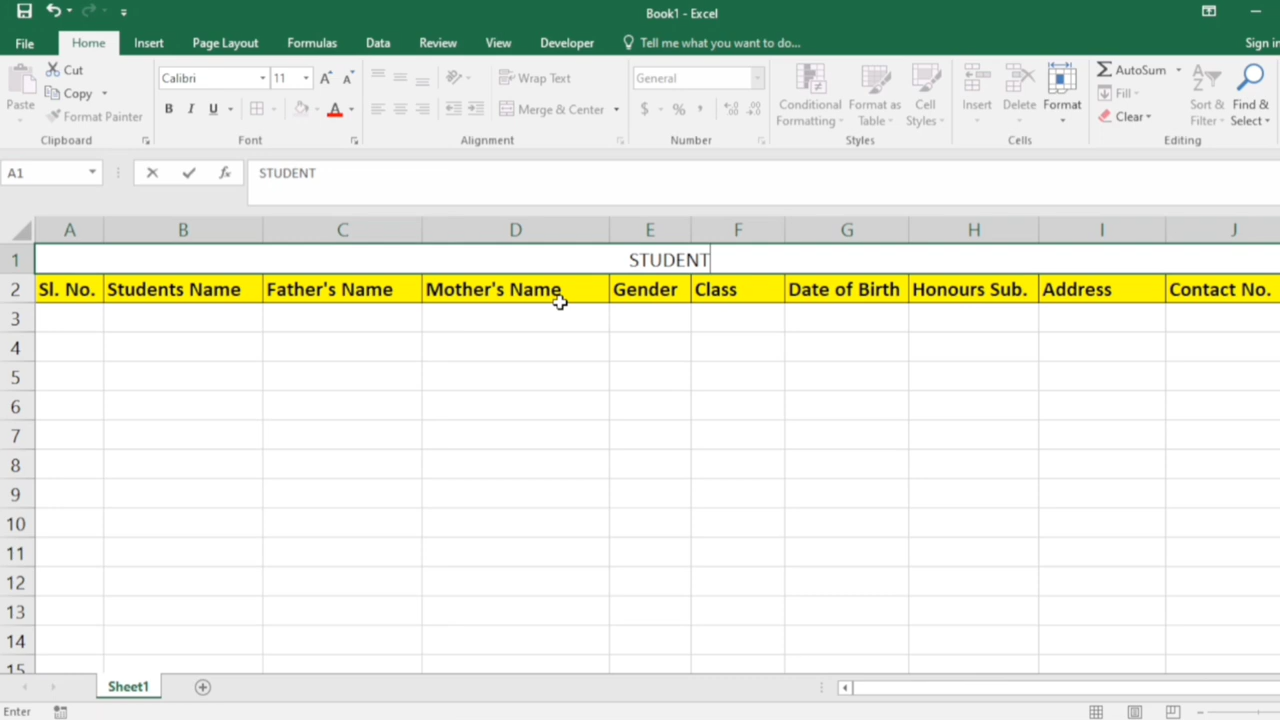 Book1 - Excel
File Home Insert Page Layout Formulas Data Review View Developer Tell me what you want to do... Sign in
Paste
Cut
Copy
Format Painter
Clipboard
Calibri 11 A A
B I U A
Font
Wrap Text
Merge & Center
Alignment
General
$ % ,
Number
Conditional Formatting
Format as Table
Cell Styles
Styles
Insert Delete Format
Cells
AutoSum
Fill
Clear
Sort & Filter
Find & Select
Editing
A1 fx STUDENT
A B C D E F G H I J
1 STUDENT
2 Sl. No. Students Name Father's Name Mother's Name Gender Class Date of Birth Honours Sub. Address Contact No.
3
4
5
6
7
8
9
10
11
12
13
14
15
Sheet1
Enter